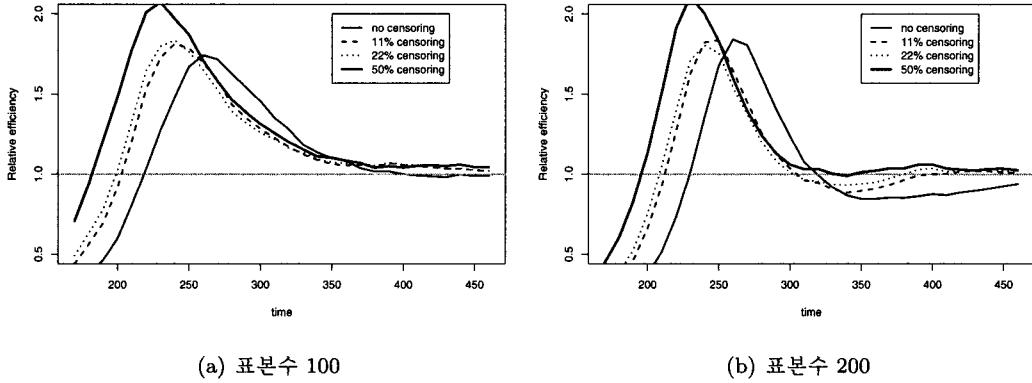 2.0
1.5
1.0
0.5
Relative efficiency
no censoring
11% censoring
22% censoring
50% censoring
200 250 300 350 400 450
time
(a) 표본수 100
2.0
1.5
1.0
0.5
Relative efficiency
no censoring
11% censoring
22% censoring
50% censoring
200 250 300 350 400 450
time
(b) 표본수 200